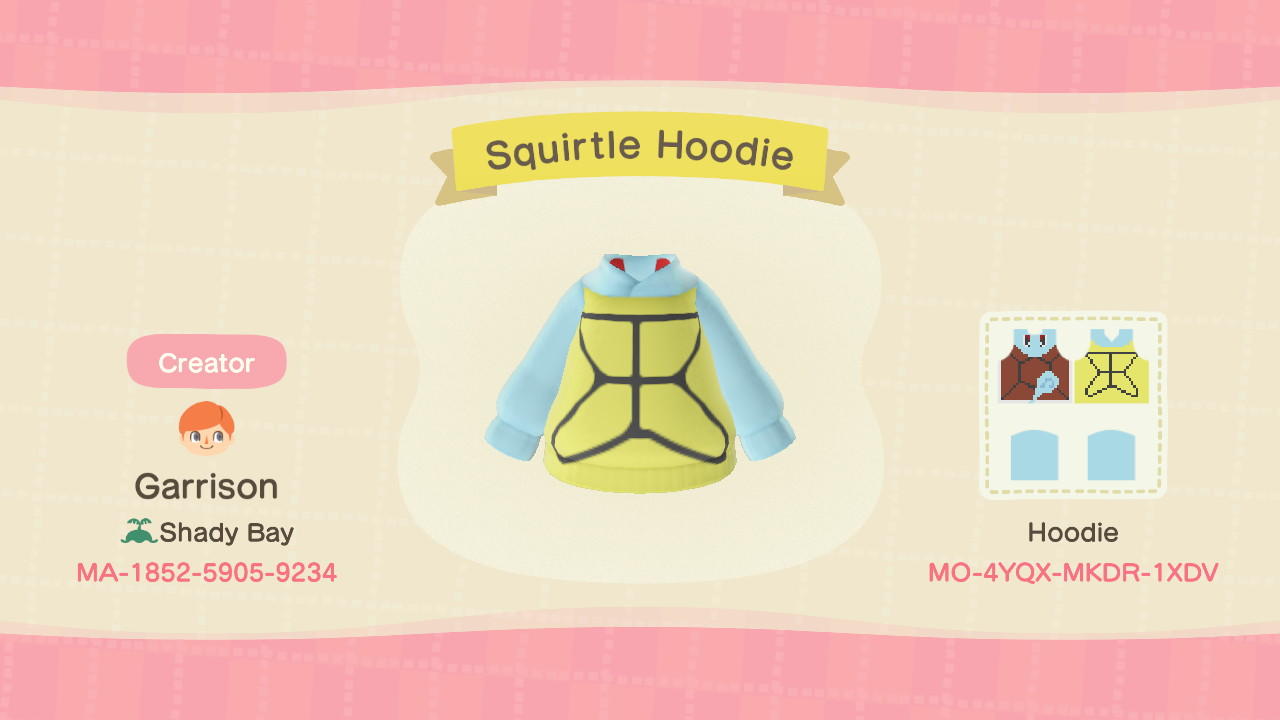 Squirtle Hoodie
Creator
Garrison
Shady Bay
MA-1852-5905-9234
Hoodie
MO-4YQX-MKDR-1XDV